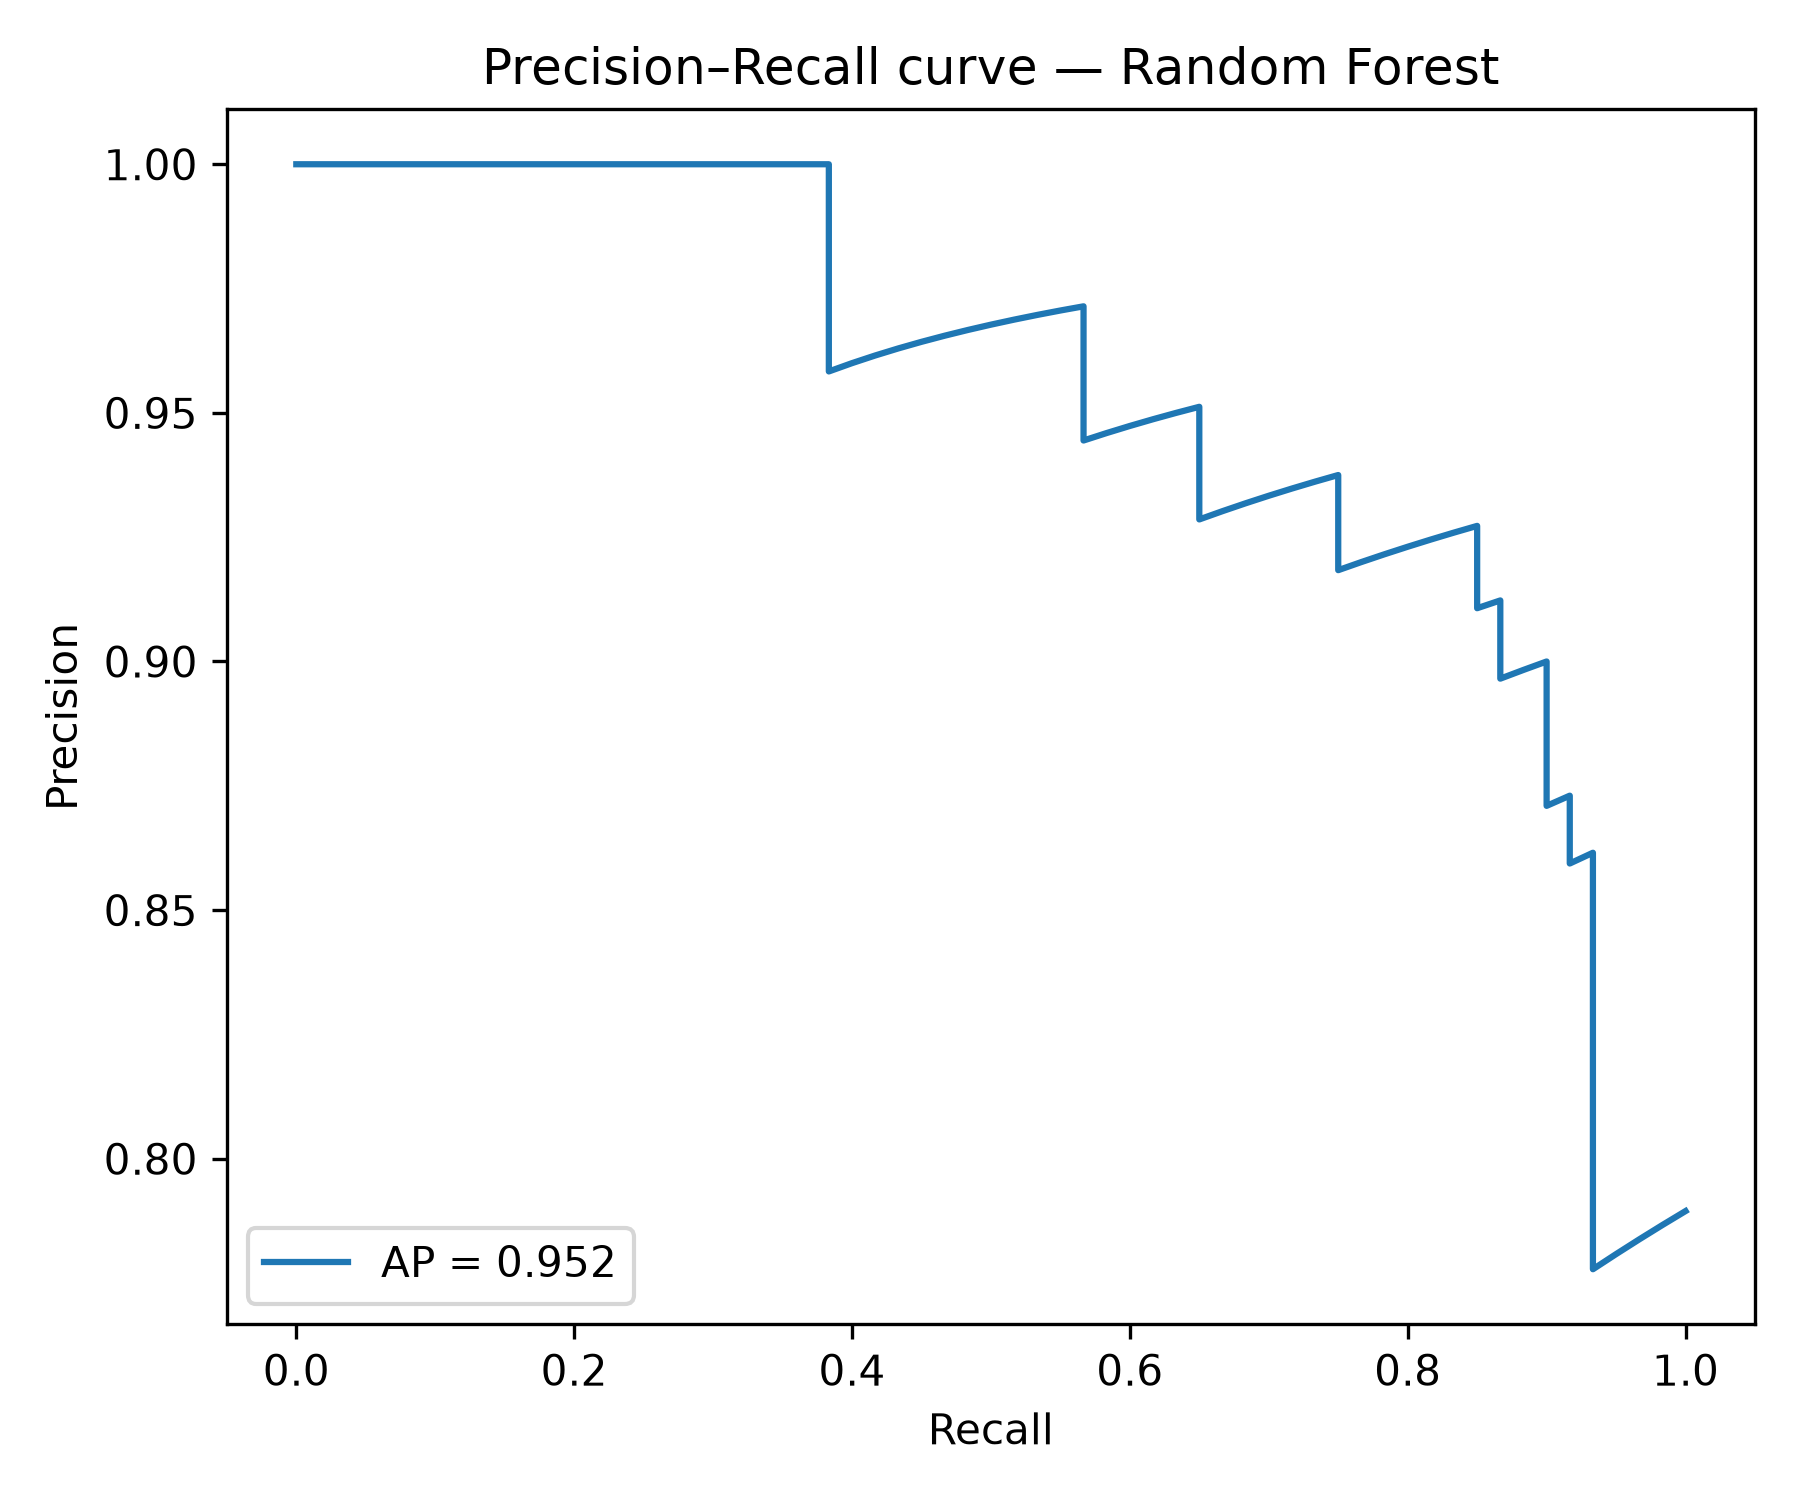 Precision–Recall curve — Random Forest
1.00
0.95
0.90
0.85
0.80
Precision
AP = 0.952
0.0 0.2 0.4 0.6 0.8 1.0
Recall